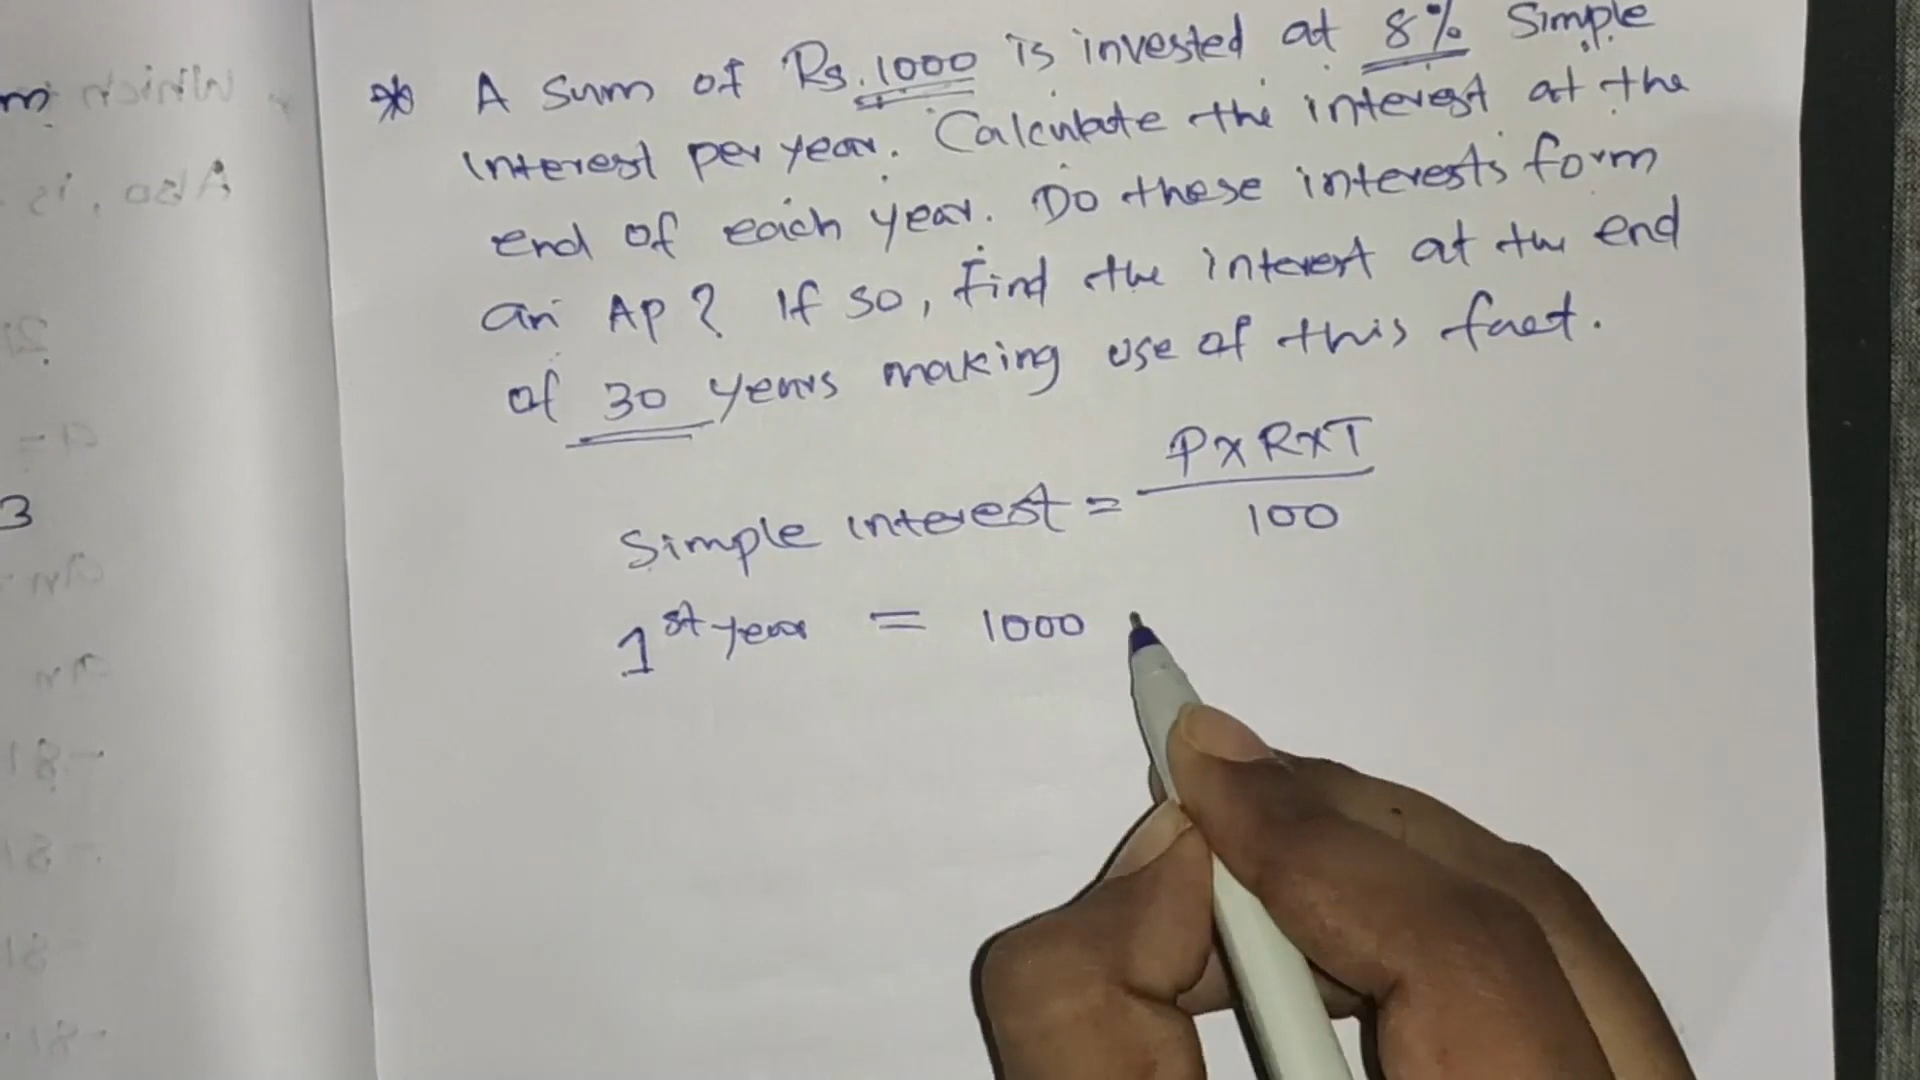 * A sum of Rs.1000 is invested at 8% simple
interest per year. Calculate the interest at the
end of each year. Do these interests form
an AP? If so, find the interest at the end
of 30 years making use of this fact.
Simple interest = P×R×T
100
1st year = 1000
3